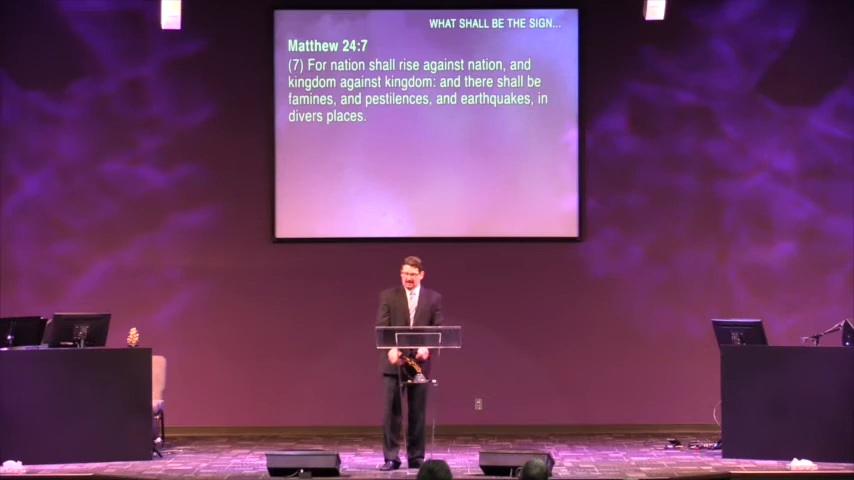 WHAT SHALL BE THE SIGN...
Matthew 24:7
(7) For nation shall rise against nation, and
kingdom against kingdom: and there shall be
famines, and pestilences, and earthquakes, in
divers places.